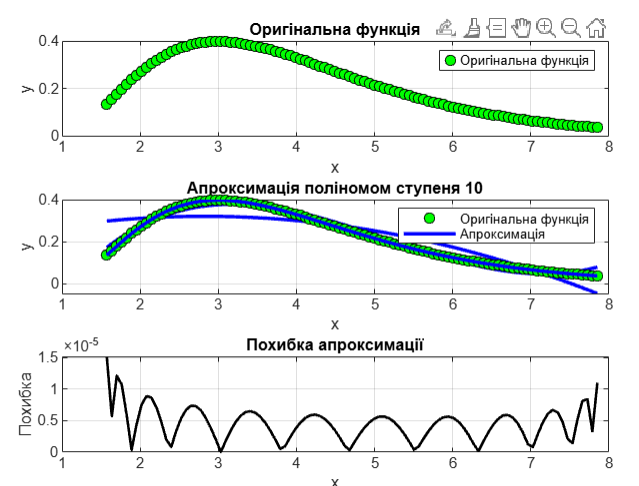 Оригінальна функція
0.4
0.2
0
y
Оригінальна функція
1 2 3 4 5 6 7 8
x
Апроксимація поліномом ступеня 10
0.4
0.2
0
y
Оригінальна функція
Апроксимація
1 2 3 4 5 6 7 8
x
Похибка апроксимації
×10-5
1.5
1
0.5
0
Похибка
1 2 3 4 5 6 7 8
x